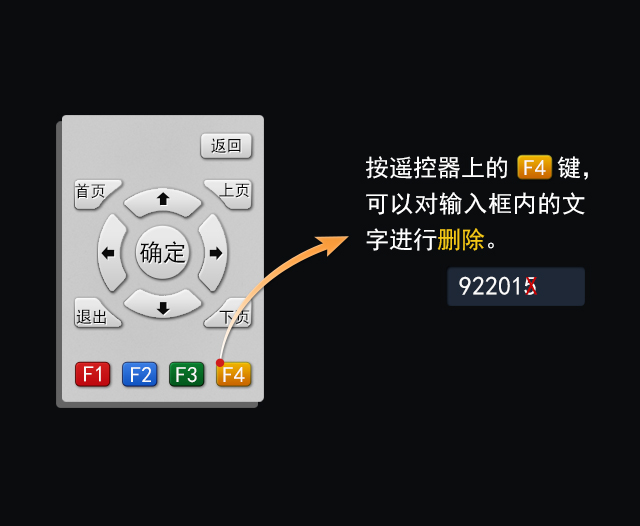 返回
首页
上页
确定
退出
下页
F1 F2 F3 F4
按遥控器上的 F4 键，
可以对输入框内的文
字进行删除。
922015